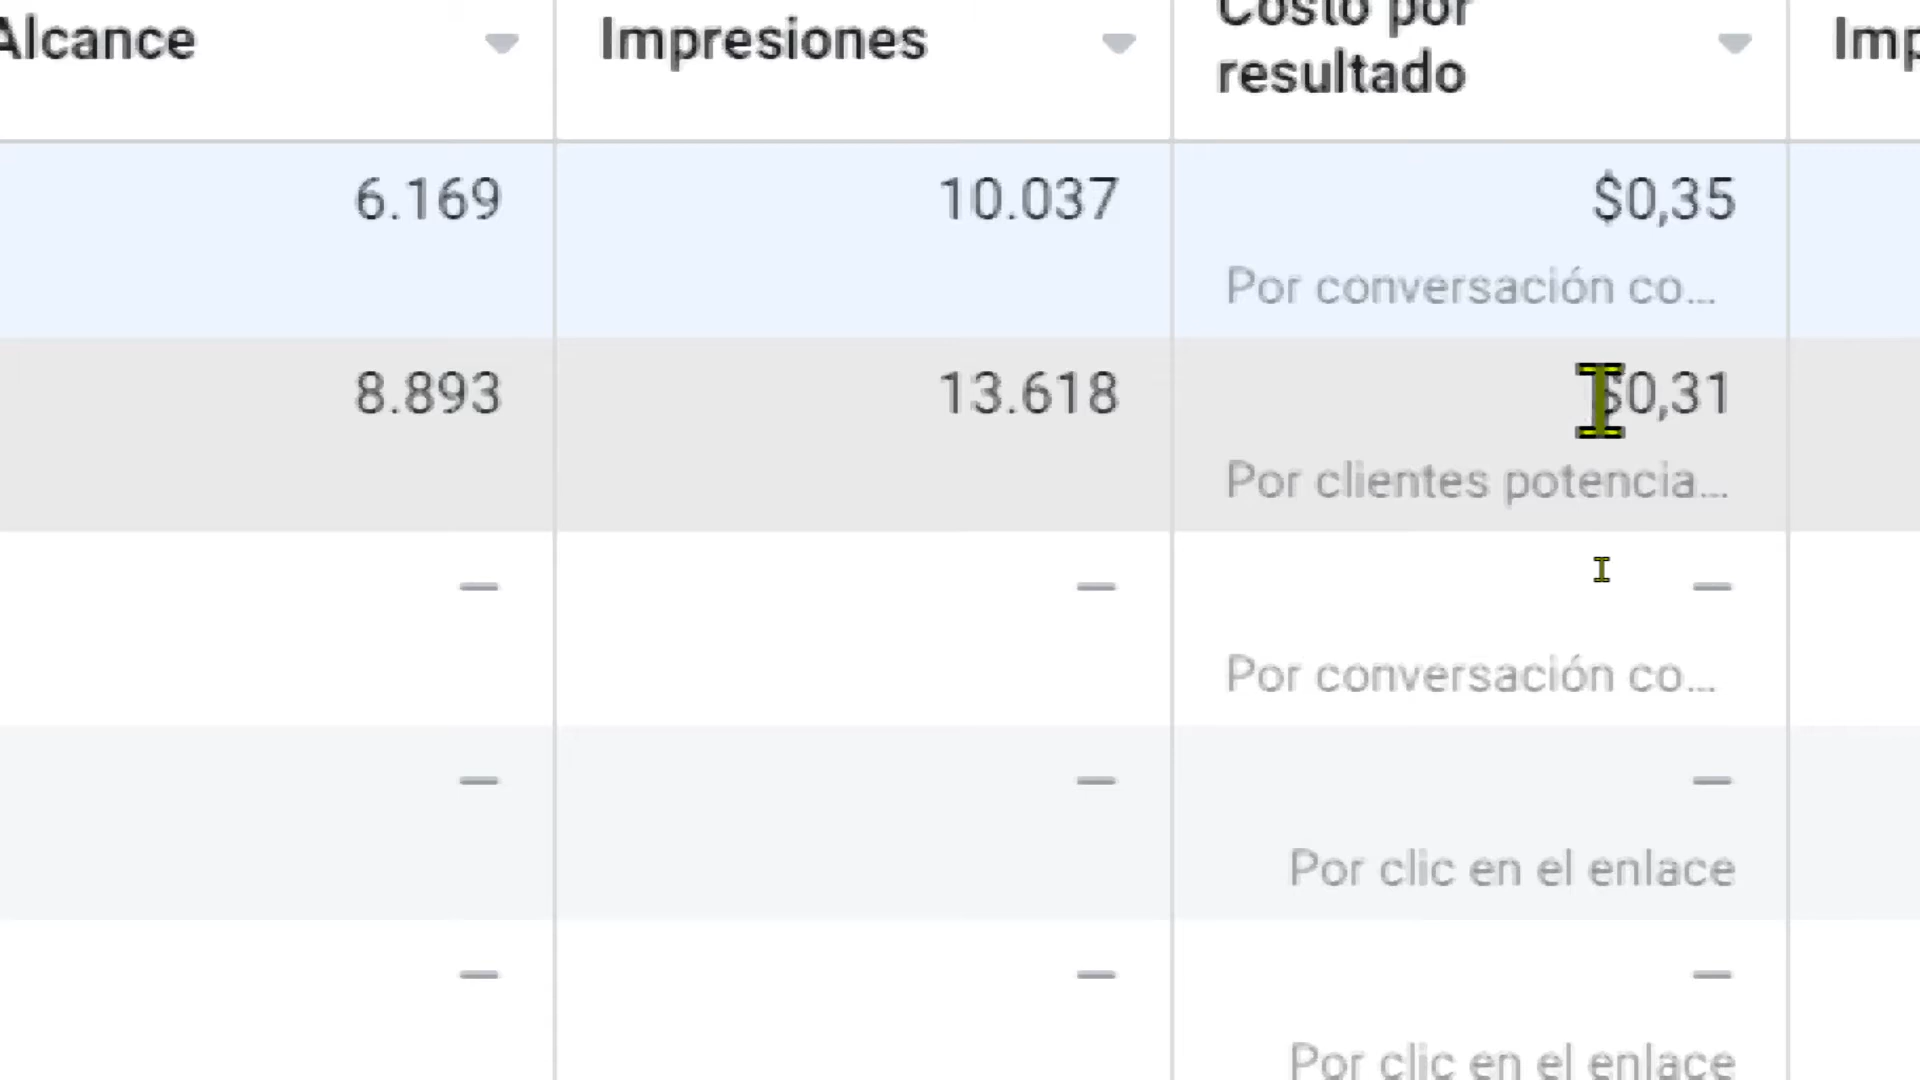 Alcance
Impresiones
Costo por
resultado
Imp
6.169
10.037
$0,35
Por conversación co...
8.893
13.618
$0,31
Por clientes potencia...
—
—
—
Por conversación co...
—
—
—
Por clic en el enlace
—
—
—
Por clic en el enlace